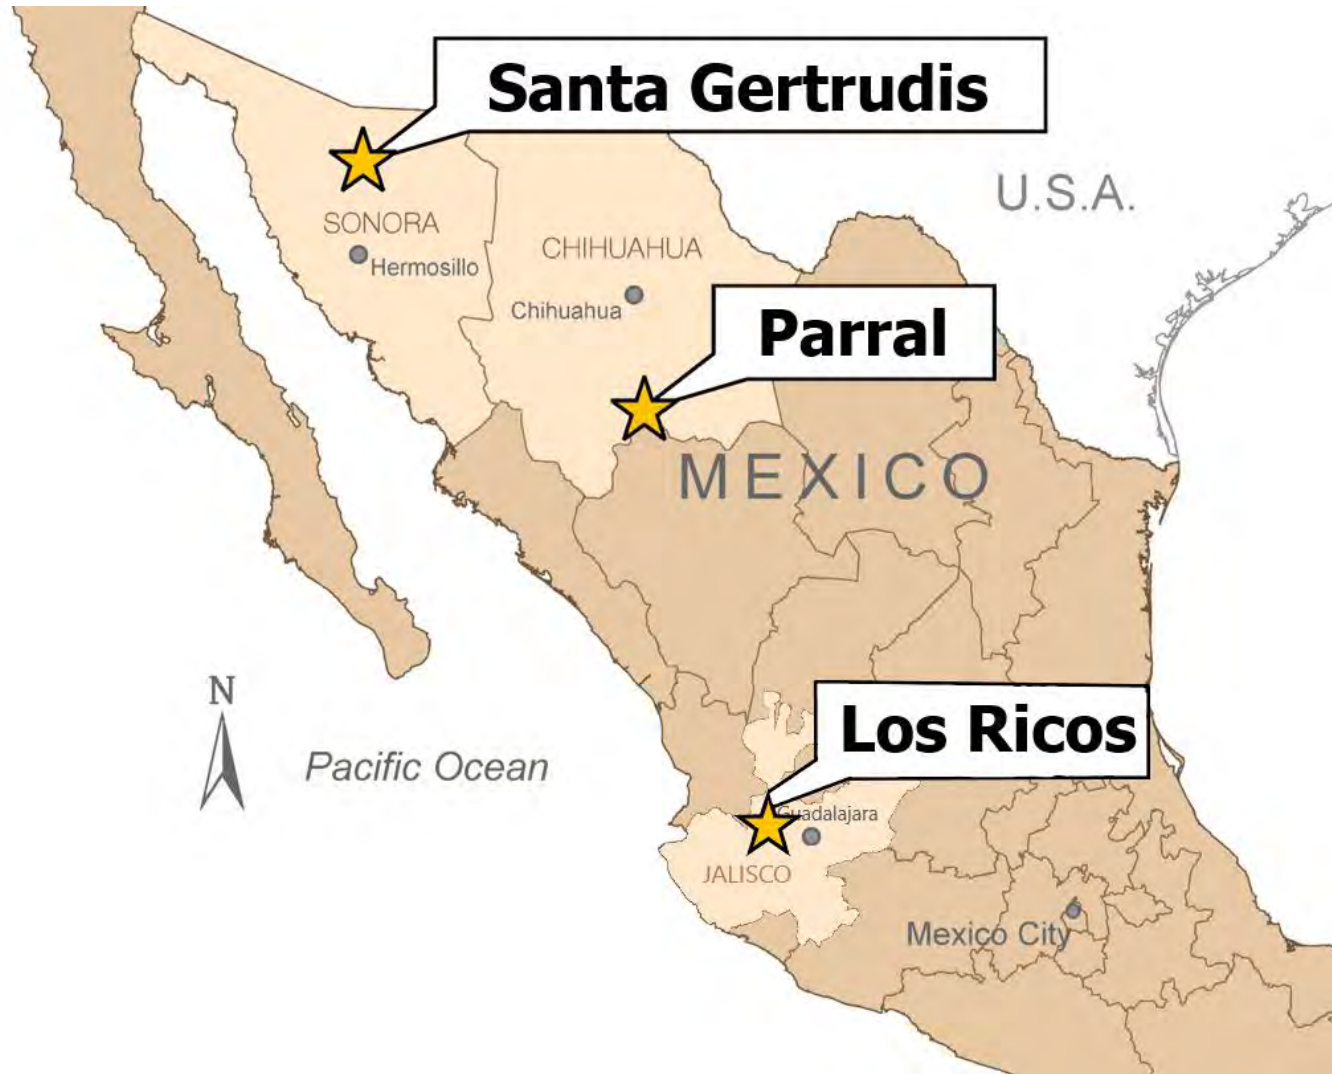 Santa Gertrudis
U.S.A.
SONORA
Hermosillo
CHIHUAHUA
Chihuahua
Parral
MEXICO
N
Pacific Ocean
Los Ricos
Guadalajara
JALISCO
Mexico City